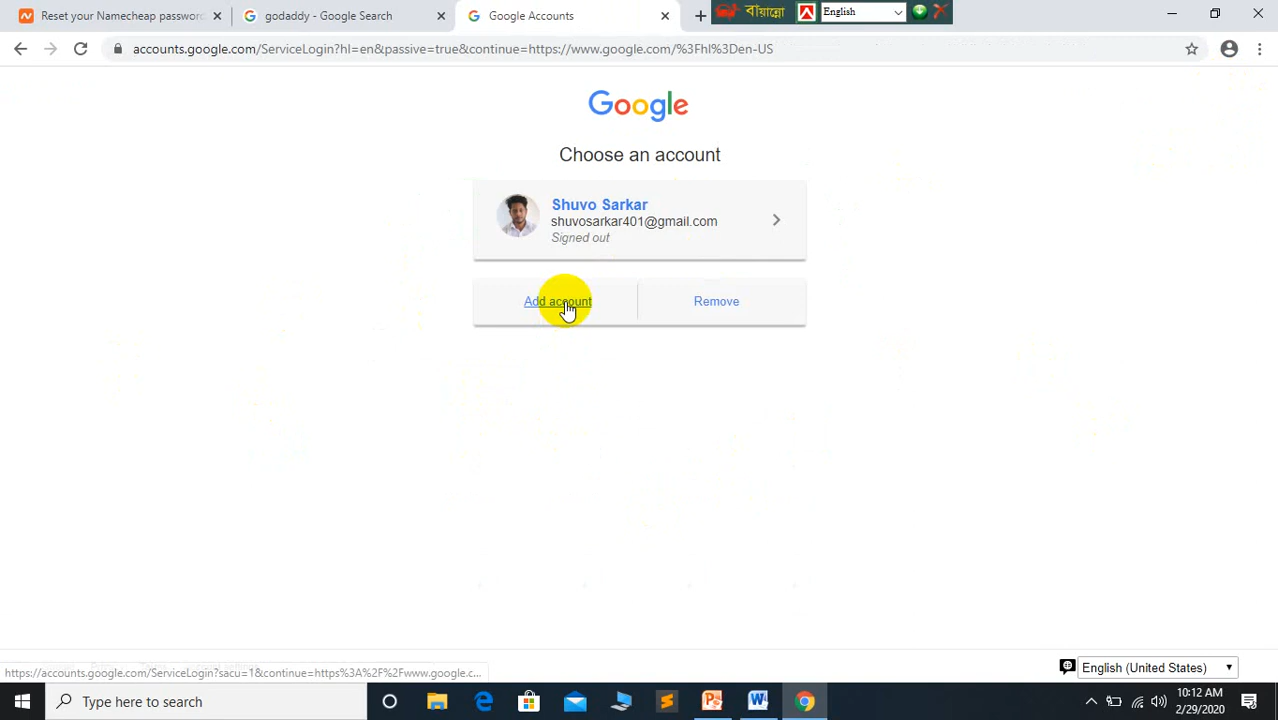 Reset your Namecheap passwor
godaddy - Google Search
Google Accounts
বায়ান্নো
English
accounts.google.com/ServiceLogin?hl=en&passive=true&continue=https://www.google.com/%3Fhl%3Den-US
Google
Choose an account
Shuvo Sarkar
shuvosarkar401@gmail.com
Signed out
Add account
Remove
https://accounts.google.com/ServiceLogin?sacu=1&continue=https%3A%2F%2Fwww.google.c...
English (United States)
Type here to search
10:12 AM
2/29/2020